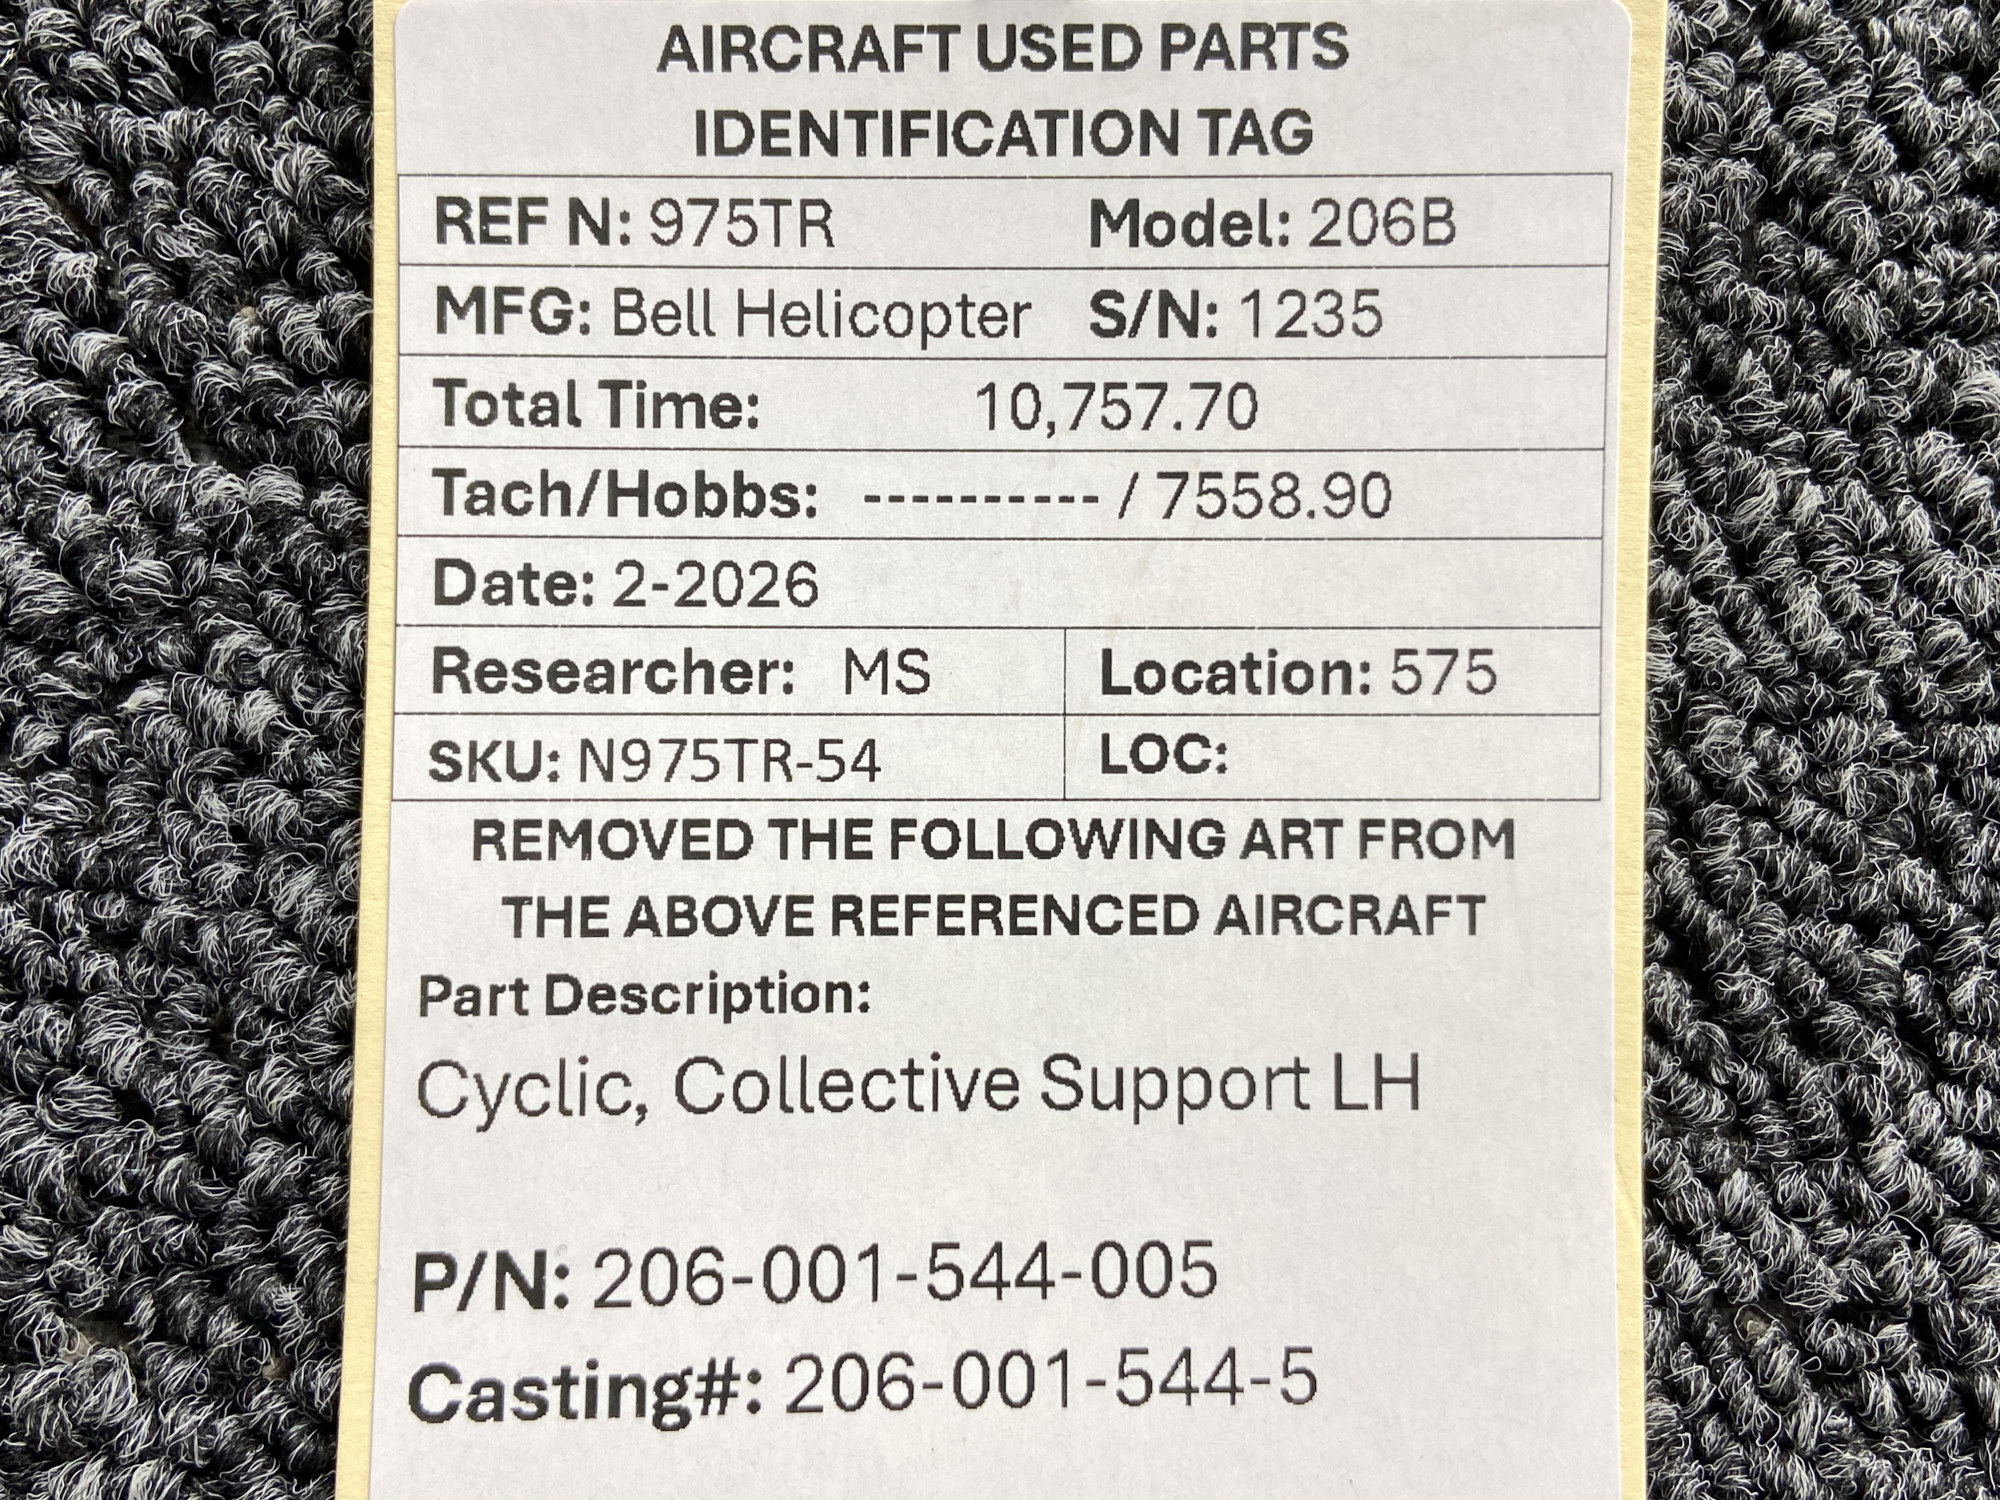 AIRCRAFT USED PARTS
IDENTIFICATION TAG
REF N: 975TR Model: 206B
MFG: Bell Helicopter S/N: 1235
Total Time: 10,757.70
Tach/Hobbs: ---------- / 7558.90
Date: 2-2026
Researcher: MS Location: 575
SKU: N975TR-54 LOC:
REMOVED THE FOLLOWING ART FROM
THE ABOVE REFERENCED AIRCRAFT
Part Description:
Cyclic, Collective Support LH
P/N: 206-001-544-005
Casting#: 206-001-544-5